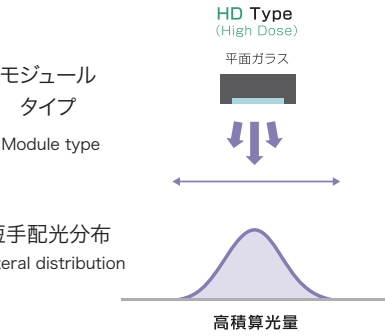 HD Type
(High Dose)
平面ガラス
モジュール
タイプ
Module type
短手配光分布
teral distribution
高積算光量